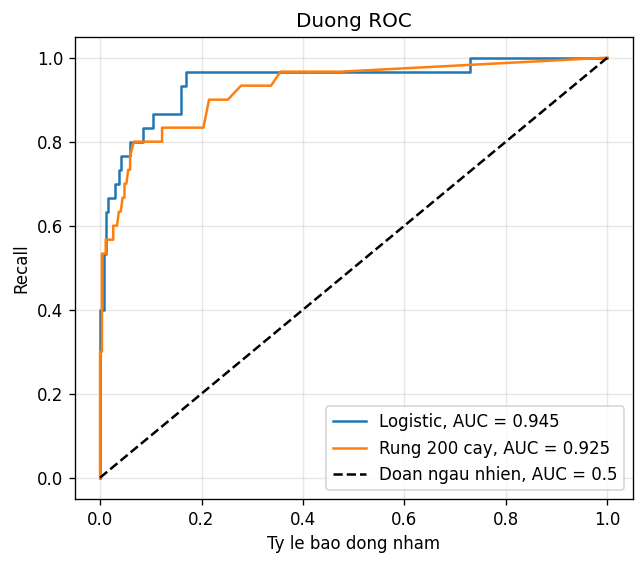 Duong ROC
1.0
0.8
0.6
0.4
0.2
0.0
Recall
Logistic, AUC = 0.945
Rung 200 cay, AUC = 0.925
Doan ngau nhien, AUC = 0.5
0.0 0.2 0.4 0.6 0.8 1.0
Ty le bao dong nham